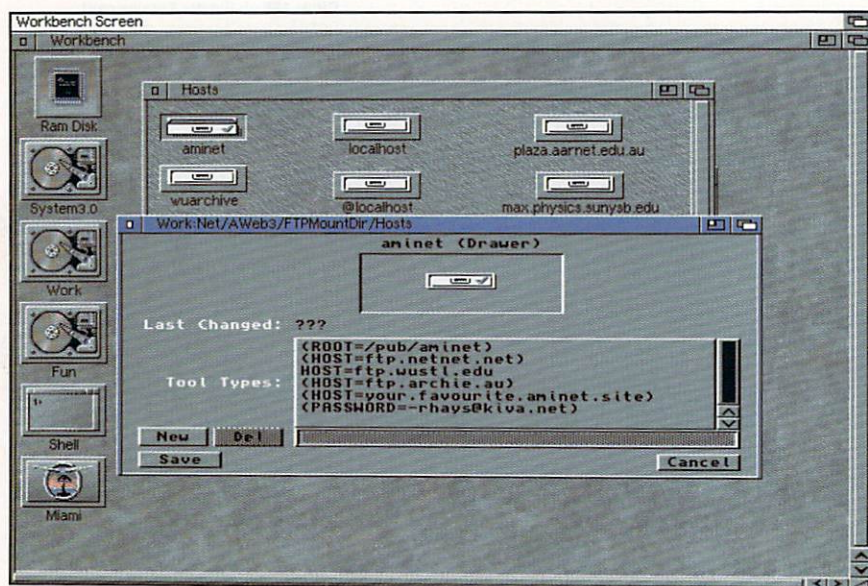 Workbench Screen
Workbench
Ram Disk
System3.0
Work
Fun
1>
Shell
Miami
Hosts
aminet
localhost
plaza.aarnet.edu.au
wuarchive
@localhost
max.physics.sunysb.edu
Work:Net/AWeb3/FTPMountDir/Hosts
aminet (Drawer)
Last Changed: ???
Tool Types:
(ROOT=/pub/aminet)
(HOST=ftp.netnet.net)
HOST=ftp.wustl.edu
(HOST=ftp.archie.au)
(HOST=your.favourite.aminet.site)
(PASSWORD=-rhays@kiva.net)
New Del
Save Cancel